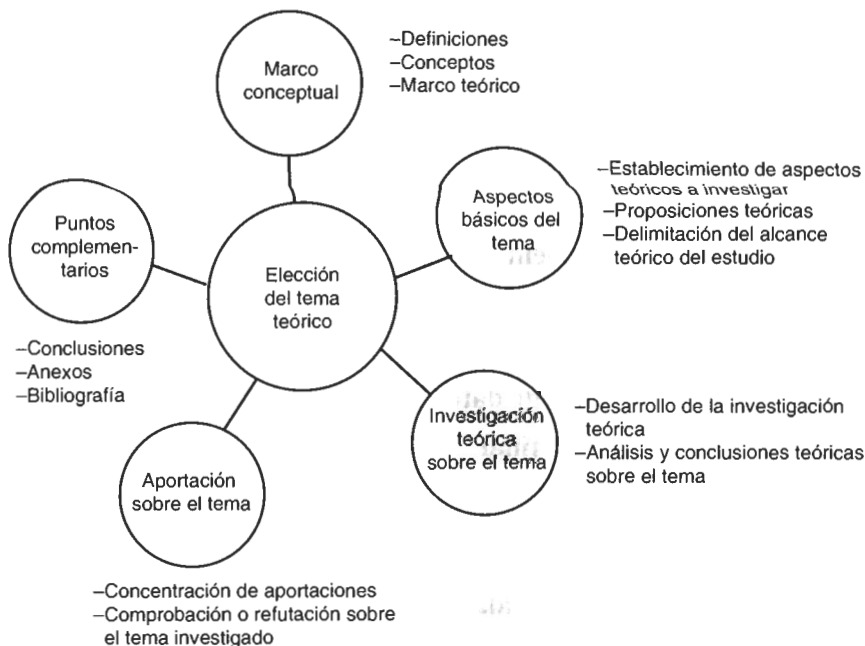 Marco
conceptual
–Definiciones
–Conceptos
–Marco teórico
Aspectos
básicos del
tema
–Establecimiento de aspectos
teóricos a investigar
–Proposiciones teóricas
–Delimitación del alcance
teórico del estudio
Puntos
complemen-
tarios
–Conclusiones
–Anexos
–Bibliografía
Elección
del tema
teórico
Investigación
teórica
sobre el tema
–Desarrollo de la investigación
teórica
–Análisis y conclusiones teóricas
sobre el tema
Aportación
sobre el tema
–Concentración de aportaciones
–Comprobación o refutación sobre
el tema investigado